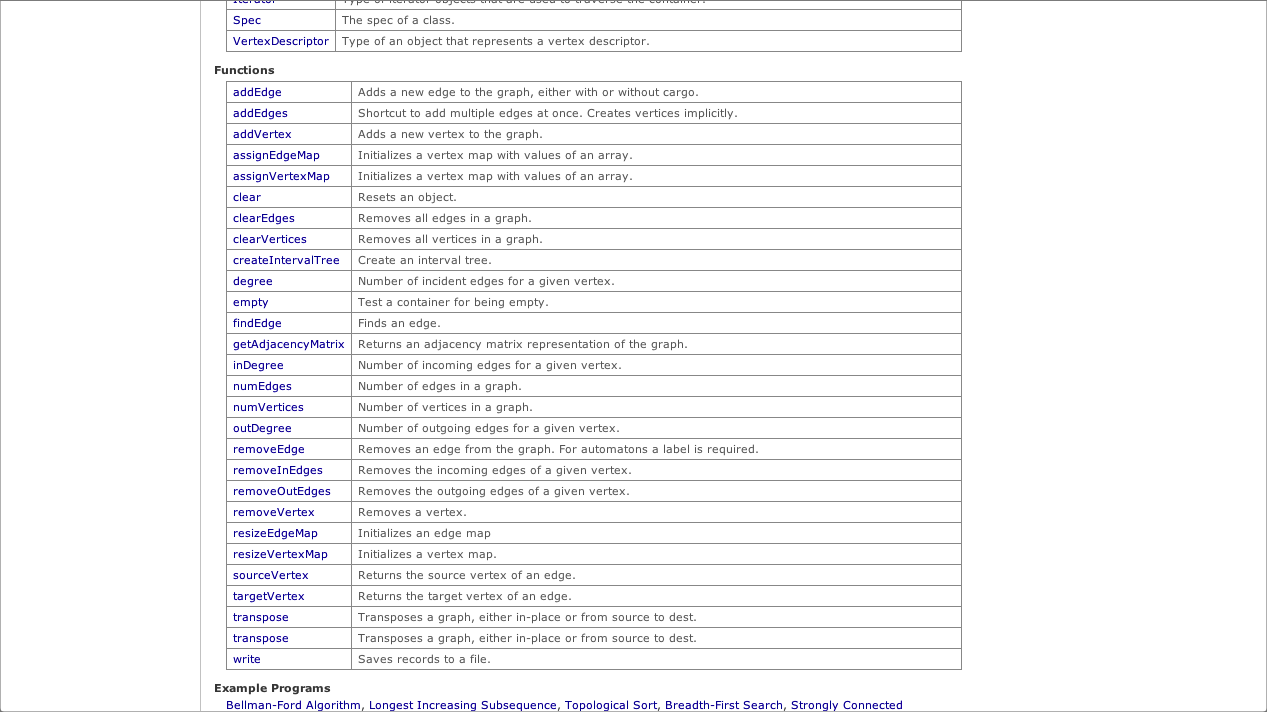 Iterator Type of iterator objects that are used to traverse the container.
Spec The spec of a class.
VertexDescriptor Type of an object that represents a vertex descriptor.
Functions
addEdge Adds a new edge to the graph, either with or without cargo.
addEdges Shortcut to add multiple edges at once. Creates vertices implicitly.
addVertex Adds a new vertex to the graph.
assignEdgeMap Initializes a vertex map with values of an array.
assignVertexMap Initializes a vertex map with values of an array.
clear Resets an object.
clearEdges Removes all edges in a graph.
clearVertices Removes all vertices in a graph.
createIntervalTree Create an interval tree.
degree Number of incident edges for a given vertex.
empty Test a container for being empty.
findEdge Finds an edge.
getAdjacencyMatrix Returns an adjacency matrix representation of the graph.
inDegree Number of incoming edges for a given vertex.
numEdges Number of edges in a graph.
numVertices Number of vertices in a graph.
outDegree Number of outgoing edges for a given vertex.
removeEdge Removes an edge from the graph. For automatons a label is required.
removeInEdges Removes the incoming edges of a given vertex.
removeOutEdges Removes the outgoing edges of a given vertex.
removeVertex Removes a vertex.
resizeEdgeMap Initializes an edge map
resizeVertexMap Initializes a vertex map.
sourceVertex Returns the source vertex of an edge.
targetVertex Returns the target vertex of an edge.
transpose Transposes a graph, either in-place or from source to dest.
transpose Transposes a graph, either in-place or from source to dest.
write Saves records to a file.
Example Programs
Bellman-Ford Algorithm, Longest Increasing Subsequence, Topological Sort, Breadth-First Search, Strongly Connected